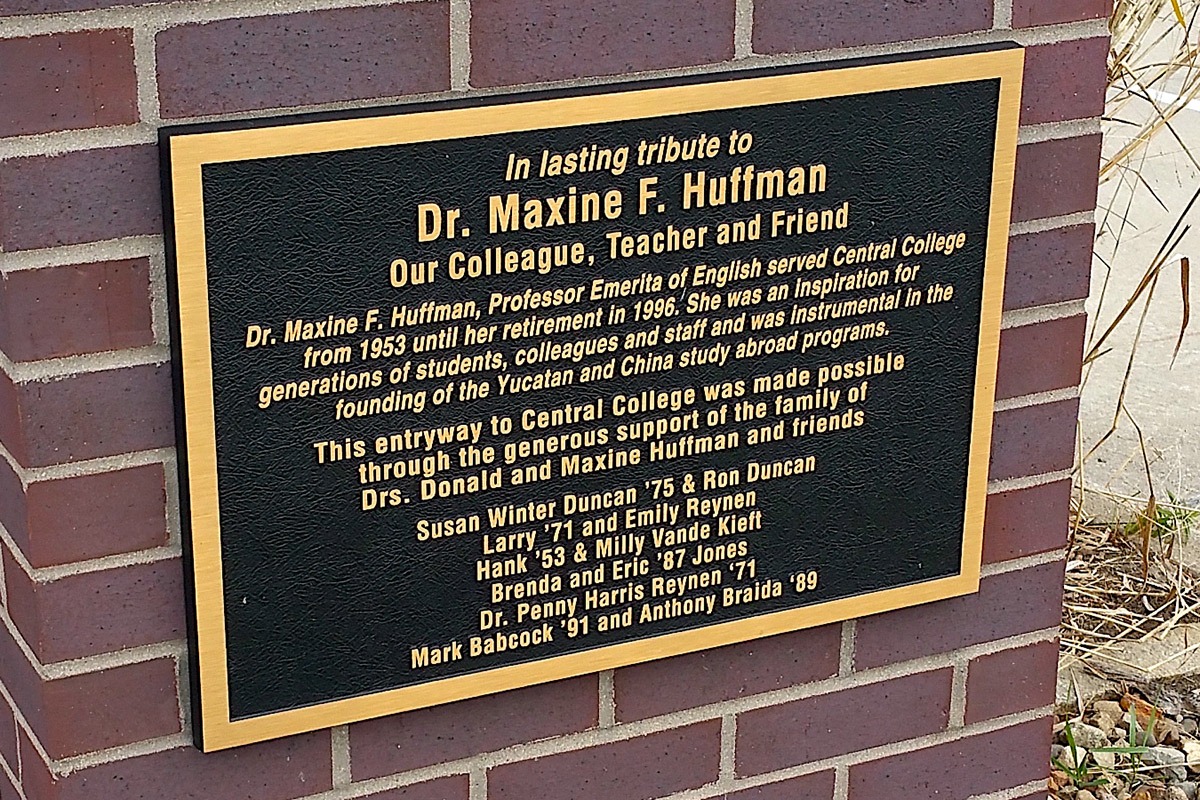 In lasting tribute to
Dr. Maxine F. Huffman
Our Colleague, Teacher and Friend
Dr. Maxine F. Huffman, Professor Emerita of English served Central College
from 1953 until her retirement in 1996. She was an Inspiration for
generations of students, colleagues and staff and was instrumental in the
founding of the Yucatan and China study abroad programs.
This entryway to Central College was made possible
through the generous support of the family of
Drs. Donald and Maxine Huffman and friends
Susan Winter Duncan ’75 & Ron Duncan
Larry ’71 and Emily Reynen
Hank ’53 & Milly Vande Kieft
Brenda and Eric ’87 Jones
Dr. Penny Harris Reynen ‘71
Mark Babcock ’91 and Anthony Braida ‘89